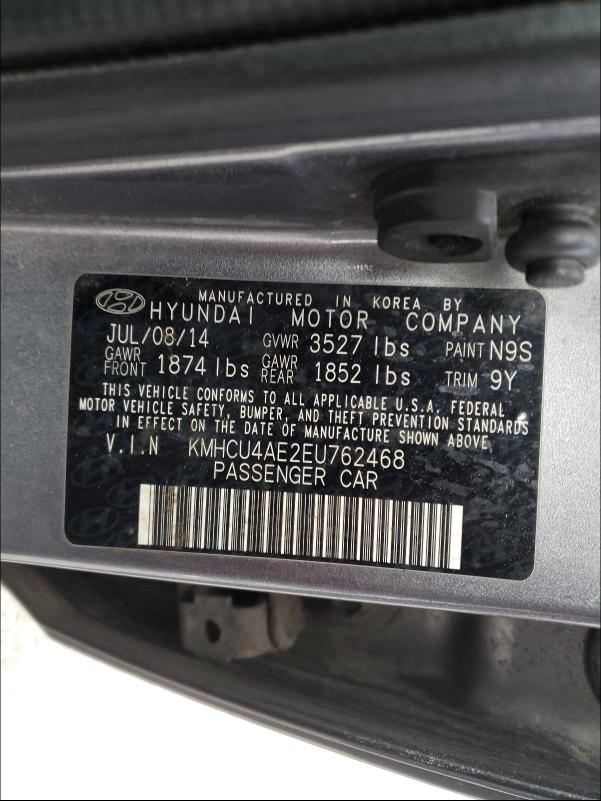 MANUFACTURED IN KOREA BY
HYUNDAI MOTOR COMPANY
JUL/08/14 GVWR 3527 lbs PAINT N9S
GAWR FRONT 1874 lbs GAWR REAR 1852 lbs TRIM 9Y
THIS VEHICLE CONFORMS TO ALL APPLICABLE U.S.A. FEDERAL
MOTOR VEHICLE SAFETY, BUMPER, AND THEFT PREVENTION STANDARDS
IN EFFECT ON THE DATE OF MANUFACTURE SHOWN ABOVE.
V.I.N KMHCU4AE2EU762468
PASSENGER CAR